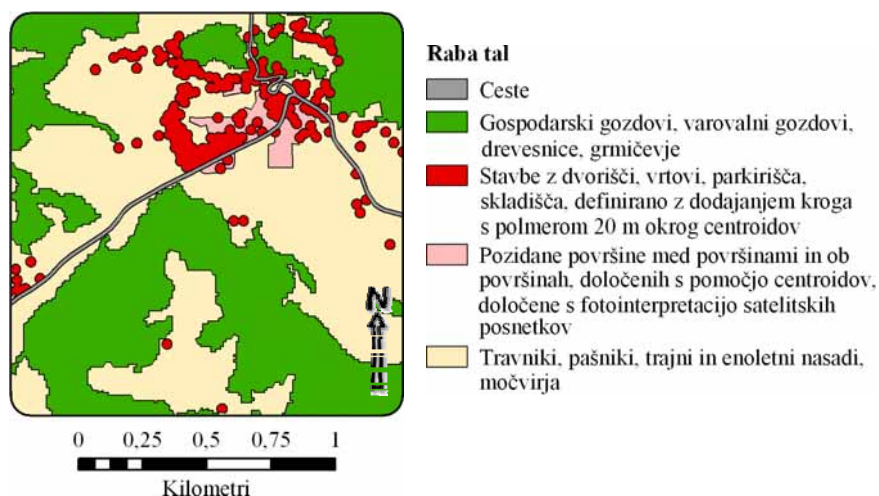 Raba tal
Ceste
Gospodarski gozdovi, varovalni gozdovi,
drevesnice, grmičevje
Stavbe z dvorišči, vrtovi, parkirišča,
skladišča, definirano z dodajanjem kroga
s polmerom 20 m okrog centroidov
Pozidane površine med površinami in ob
površinah, določenih s pomočjo centroidov,
določene s fotointerpretacijo satelitskih
posnetkov
Travniki, pašniki, trajni in enoletni nasadi,
močvirja
N
0 0,25 0,5 0,75 1
Kilometri